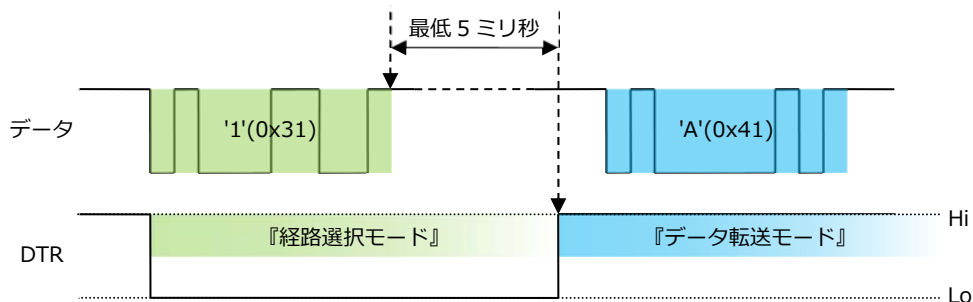 最低 5 ミリ秒
データ
'1'(0x31)
'A'(0x41)
『経路選択モード』
『データ転送モード』
Hi
DTR
Lo